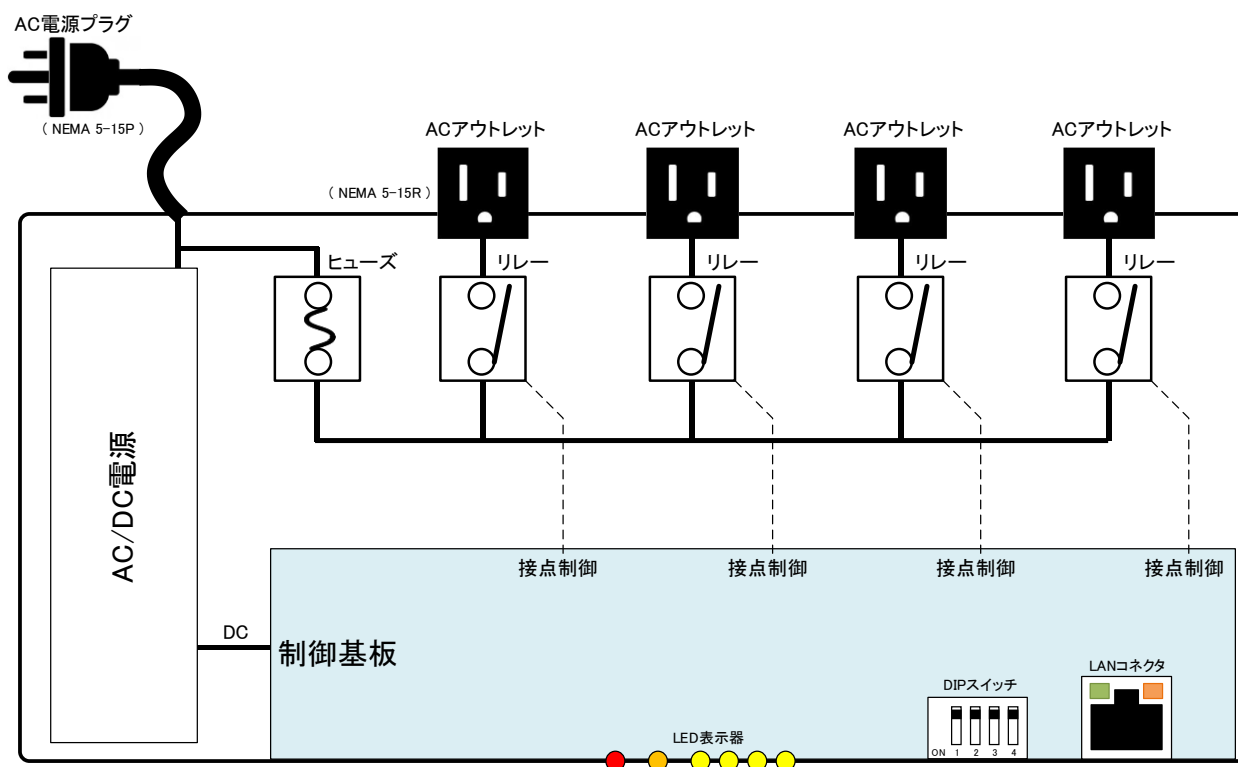 AC電源プラグ
( NEMA 5-15P )
ACアウトレット
ACアウトレット
ACアウトレット
ACアウトレット
( NEMA 5-15R )
ヒューズ
リレー
リレー
リレー
リレー
AC/DC電源
接点制御
接点制御
接点制御
接点制御
DC
制御基板
LANコネクタ
DIPスイッチ
ON 1 2 3 4
LED表示器